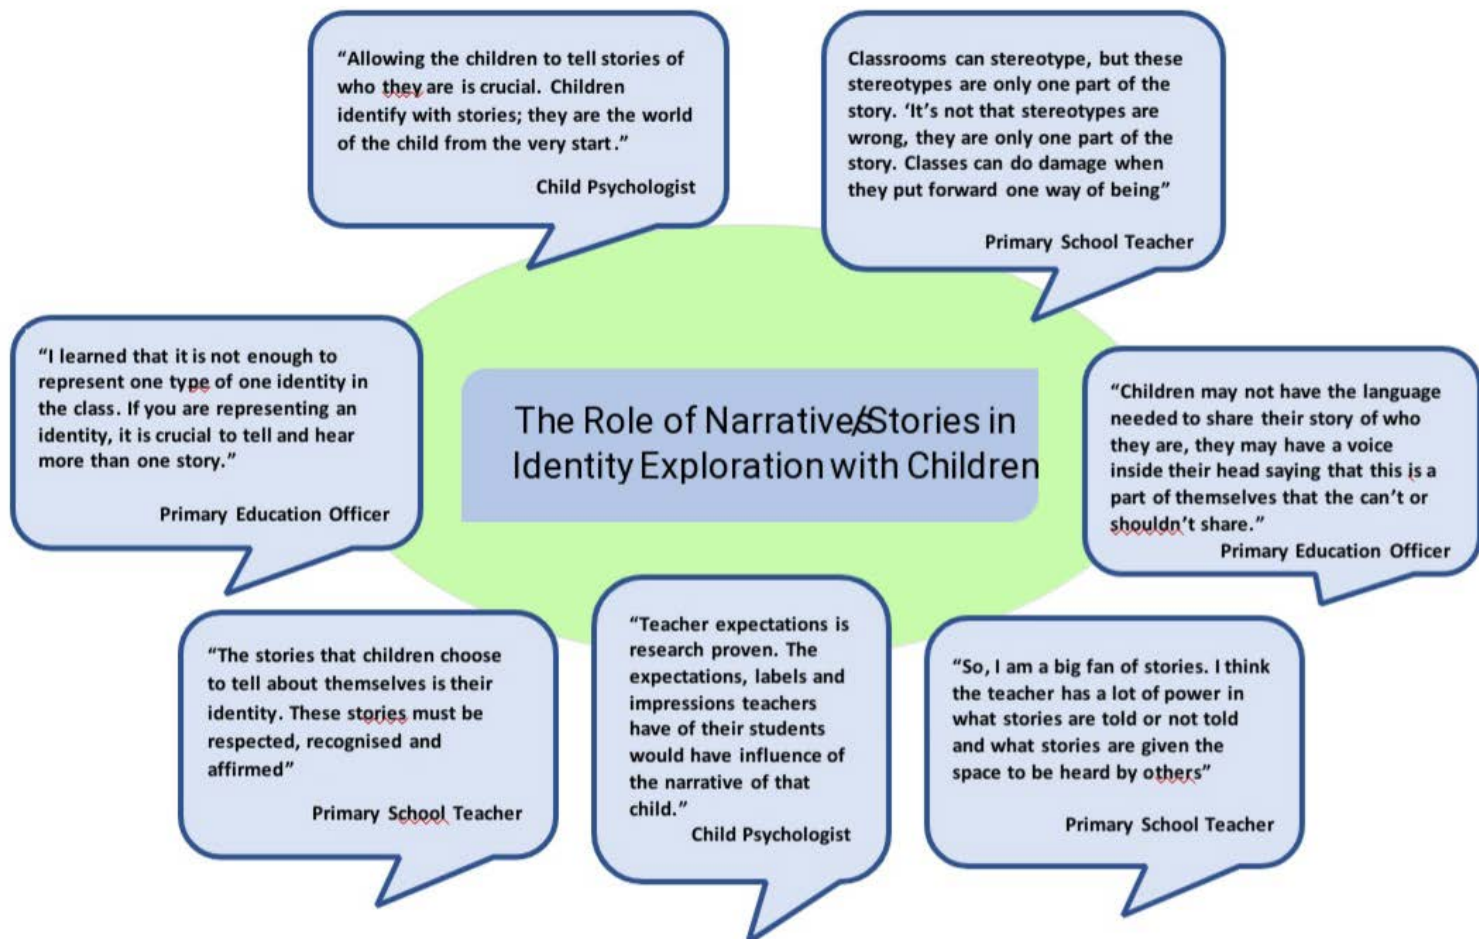 “Allowing the children to tell stories of
who they are is crucial. Children
identify with stories; they are the world
of the child from the very start.”
Child Psychologist
Classrooms can stereotype, but these
stereotypes are only one part of the
story. ‘It’s not that stereotypes are
wrong, they are only one part of the
story. Classes can do damage when
they put forward one way of being”
Primary School Teacher
“I learned that it is not enough to
represent one type of one identity in
the class. If you are representing an
identity, it is crucial to tell and hear
more than one story.”
Primary Education Officer
The Role of Narrative/Stories in
Identity Exploration with Children
“Children may not have the language
needed to share their story of who
they are, they may have a voice
inside their head saying that this is a
part of themselves that the can’t or
shouldn’t share.”
Primary Education Officer
“The stories that children choose
to tell about themselves is their
identity. These stories must be
respected, recognised and
affirmed”
Primary School Teacher
“Teacher expectations is
research proven. The
expectations, labels and
impressions teachers
have of their students
would have influence of
the narrative of that
child.”
Child Psychologist
“So, I am a big fan of stories. I think
the teacher has a lot of power in
what stories are told or not told
and what stories are given the
space to be heard by others”
Primary School Teacher